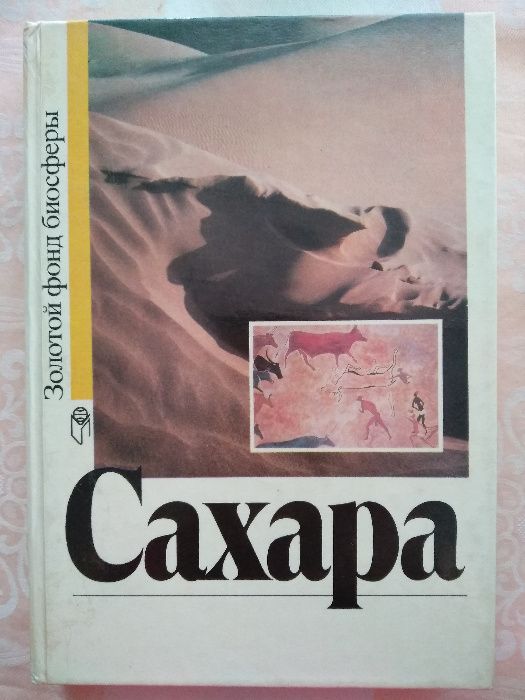 Золотой фонд биосферы
Сахара